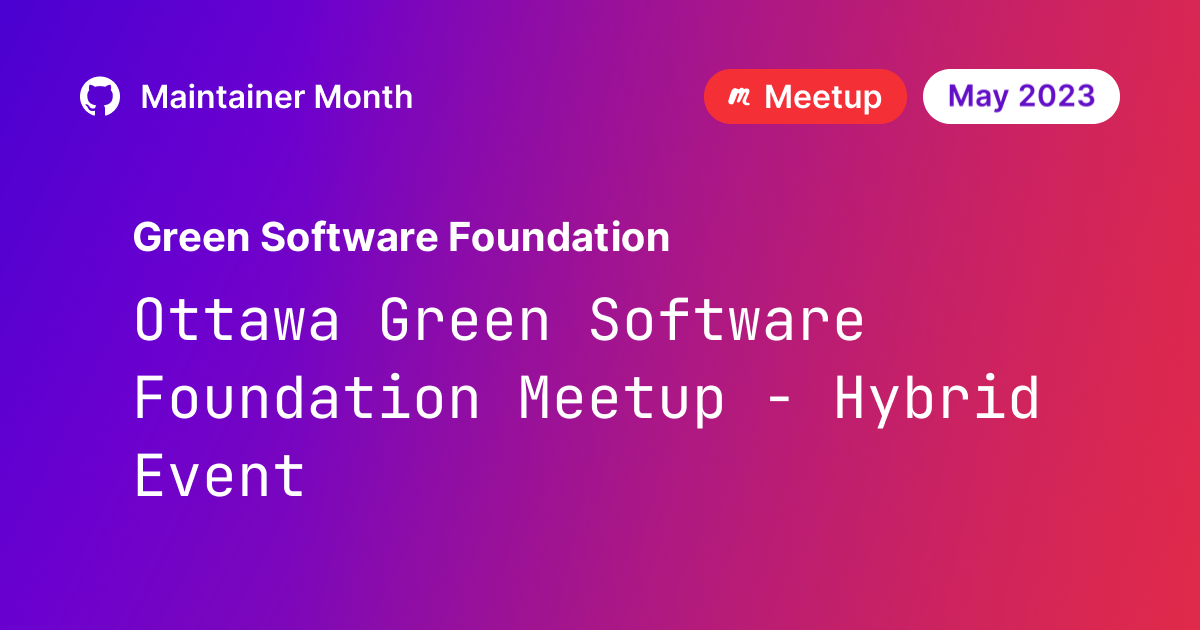 Maintainer Month
Meetup
May 2023
Green Software Foundation
Ottawa Green Software
Foundation Meetup - Hybrid
Event